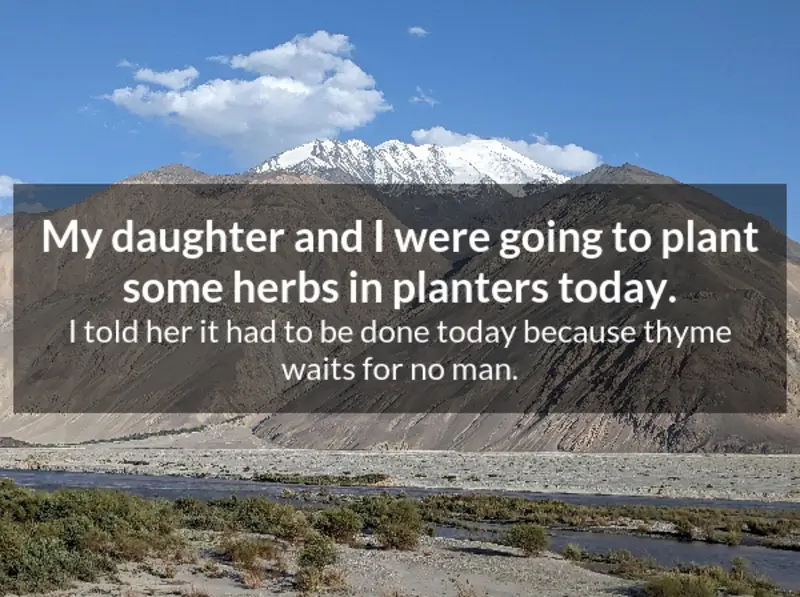 My daughter and I were going to plant
some herbs in planters today.
I told her it had to be done today because thyme
waits for no man.